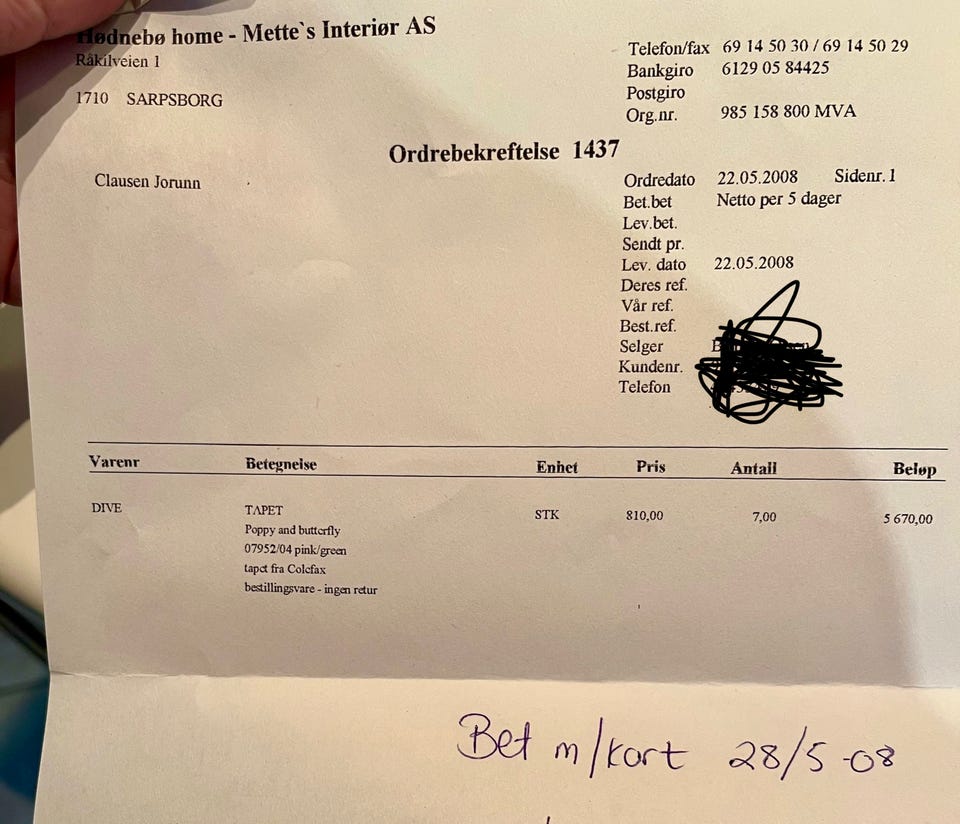 Hødnebø home - Mette`s Interiør AS
Råkilveien 1
1710 SARPSBORG
Telefon/fax 69 14 50 30 / 69 14 50 29
Bankgiro 6129 05 84425
Postgiro
Org.nr. 985 158 800 MVA
Ordrebekreftelse 1437
Clausen Jorunn
Ordredato 22.05.2008 Sidenr. 1
Bet.bet Netto per 5 dager
Lev.bet.
Sendt pr.
Lev. dato 22.05.2008
Deres ref.
Vår ref.
Best.ref.
Selger
Kundenr.
Telefon
Varenr Betegnelse Enhet Pris Antall Beløp
DIVE TAPET STK 810,00 7,00 5 670,00
Poppy and butterfly
07952/04 pink/green
tapet fra Colefax
bestillingsvare - ingen retur
Bet m/kort 28/5-08